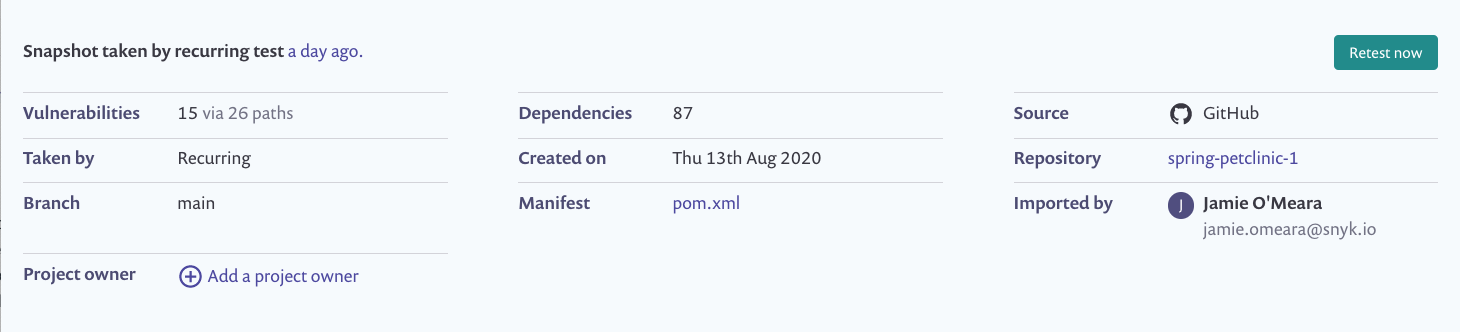 Snapshot taken by recurring test a day ago.
Retest now
Vulnerabilities 15 via 26 paths
Taken by Recurring
Branch main
Project owner Add a project owner
Dependencies 87
Created on Thu 13th Aug 2020
Manifest pom.xml
Source GitHub
Repository spring-petclinic-1
Imported by J Jamie O'Meara
jamie.omeara@snyk.io